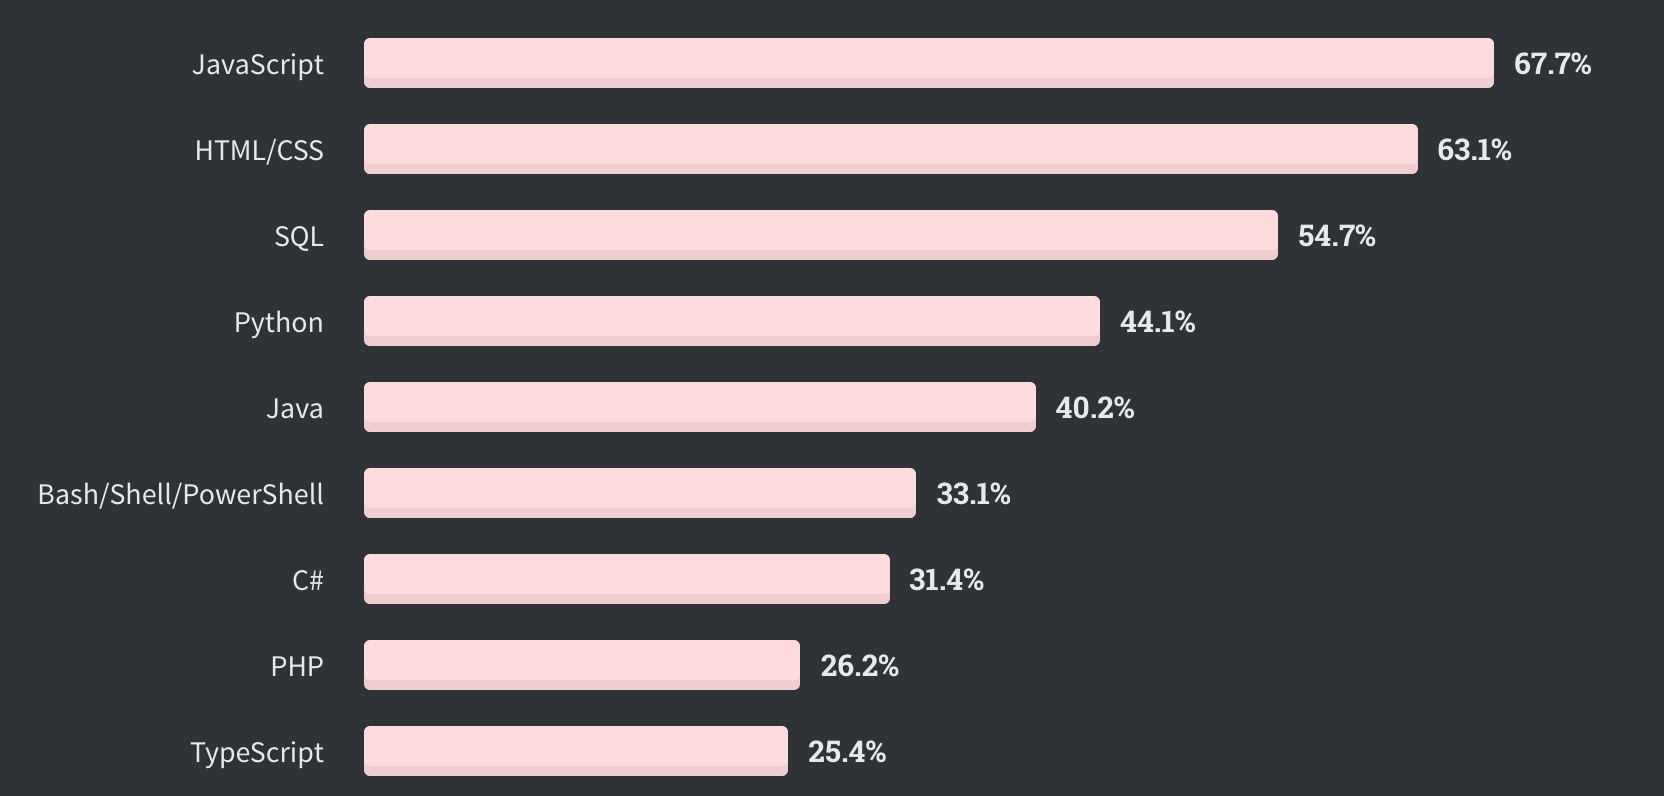 JavaScript 67.7%
HTML/CSS 63.1%
SQL 54.7%
Python 44.1%
Java 40.2%
Bash/Shell/PowerShell 33.1%
C# 31.4%
PHP 26.2%
TypeScript 25.4%